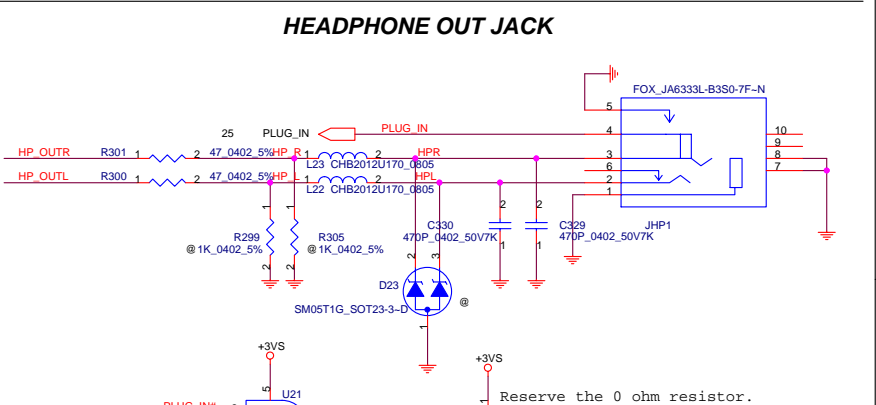 HEADPHONE OUT JACK
FOX_JA6333L-B3S0-7F~N
5
25 PLUG_IN PLUG_IN 4 10
9
HP_OUTR R301 1 2 47_0402_5% HP_R 1 2 HPR 3 8
L23 CHB2012U170_0805 6 7
HP_OUTL R300 1 2 47_0402_5% HP_L 1 2 HPL 2
L22 CHB2012U170_0805 1
1 1 2 2
R299 R305 C330 C329 JHP1
@1K_0402_5% @1K_0402_5% 470P_0402_50V7K 470P_0402_50V7K
2 2 1 1
2 3
D23
@
SM05T1G_SOT23-3~D
1
+3VS +3VS
5 U21 1 Reserve the 0 ohm resistor.